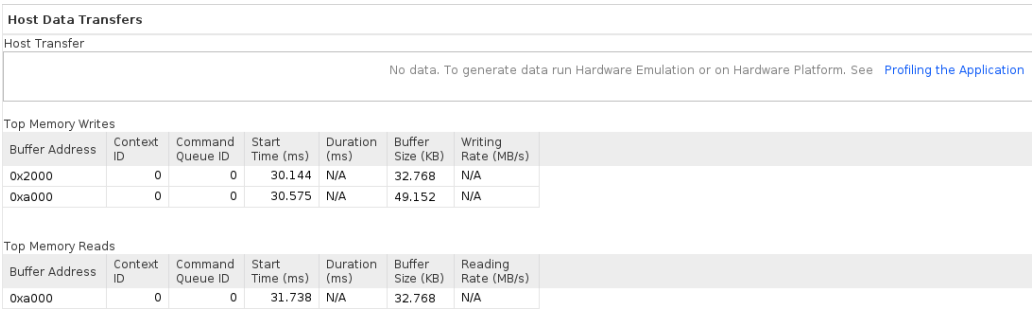 Host Data Transfers
Host Transfer
No data. To generate data run Hardware Emulation or on Hardware Platform. See Profiling the Application
Top Memory Writes
Buffer Address Context ID Command Queue ID Start Time (ms) Duration (ms) Buffer Size (KB) Writing Rate (MB/s)
0x2000 0 0 30.144 N/A 32.768 N/A
0xa000 0 0 30.575 N/A 49.152 N/A
Top Memory Reads
Buffer Address Context ID Command Queue ID Start Time (ms) Duration (ms) Buffer Size (KB) Reading Rate (MB/s)
0xa000 0 0 31.738 N/A 32.768 N/A